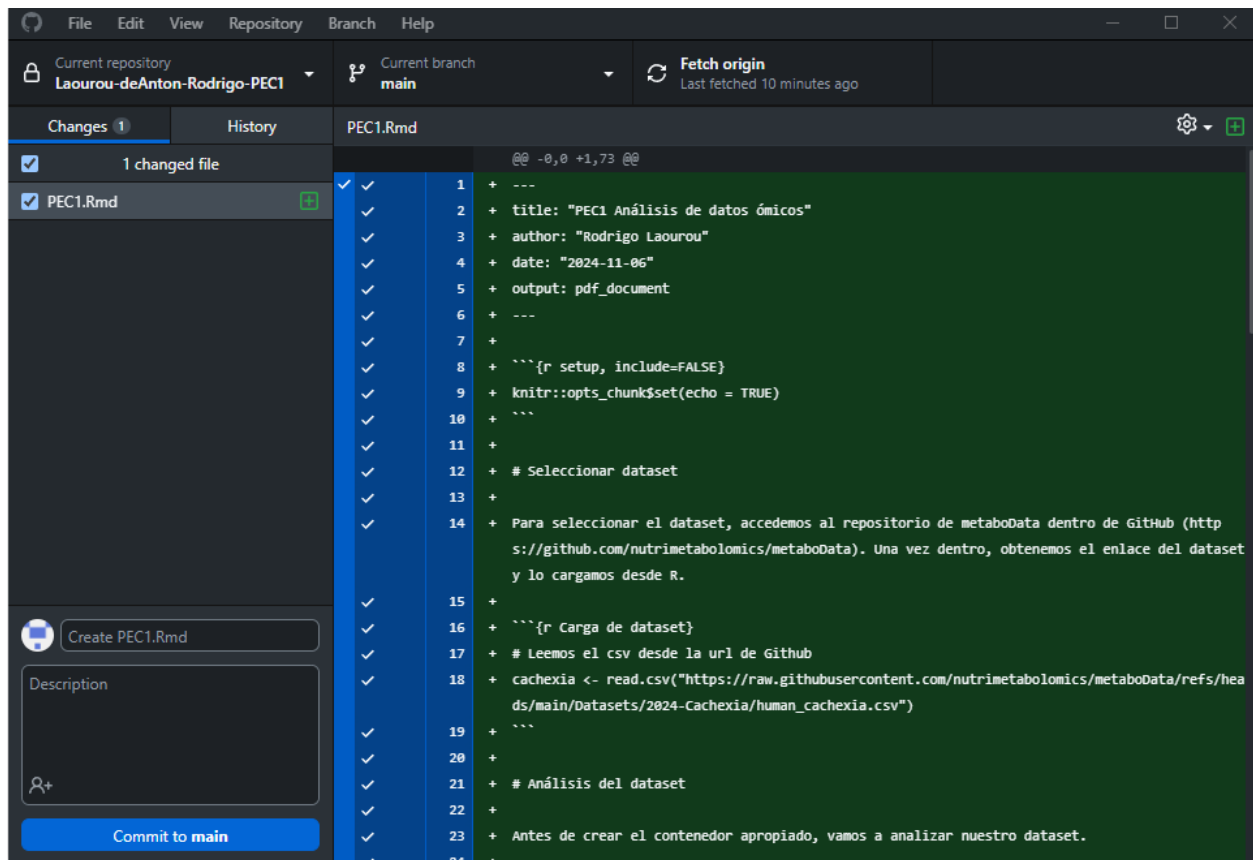 File Edit View Repository Branch Help
Current repository
Laourou-deAnton-Rodrigo-PEC1
Current branch
main
Fetch origin
Last fetched 10 minutes ago
Changes 1
History
PEC1.Rmd
1 changed file
PEC1.Rmd
@@ -0,0 +1,73 @@
1 + ---
2 + title: "PEC1 Análisis de datos ómicos"
3 + author: "Rodrigo Laourou"
4 + date: "2024-11-06"
5 + output: pdf_document
6 + ---
7 +
8 + ```{r setup, include=FALSE}
9 + knitr::opts_chunk$set(echo = TRUE)
10 + ```
11 +
12 + # Seleccionar dataset
13 +
14 + Para seleccionar el dataset, accedemos al repositorio de metaboData dentro de GitHub (http
s://github.com/nutrimetabolomics/metaboData). Una vez dentro, obtenemos el enlace del dataset
y lo cargamos desde R.
15 +
16 + ```{r Carga de dataset}
17 + # Leemos el csv desde la url de Github
18 + cachexia <- read.csv("https://raw.githubusercontent.com/nutrimetabolomics/metaboData/refs/hea
ds/main/Datasets/2024-Cachexia/human_cachexia.csv")
19 + ```
20 +
21 + # Análisis del dataset
22 +
23 + Antes de crear el contenedor apropiado, vamos a analizar nuestro dataset.
Create PEC1.Rmd
Description
Commit to main